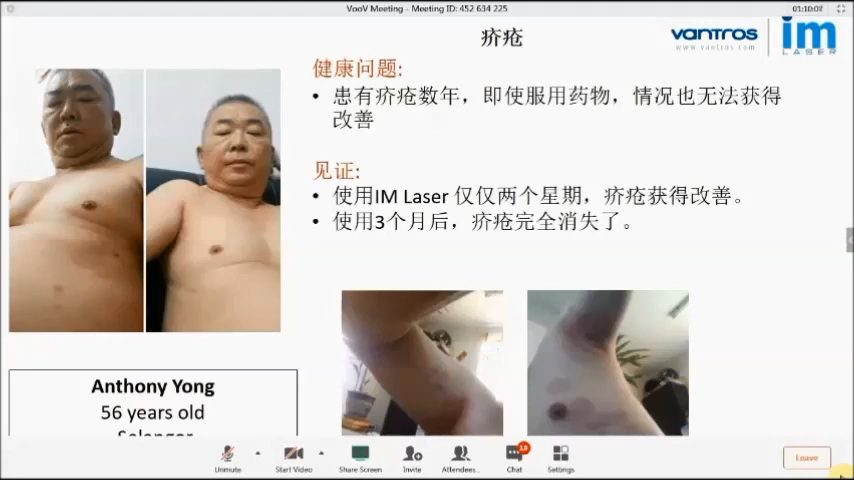 VooV Meeting - Meeting ID: 452 634 225
01:10:07
疥疮
vantros
www.vantros.com
im
LASER
健康问题:
• 患有疥疮数年，即使服用药物，情况也无法获得
改善
见证:
• 使用IM Laser 仅仅两个星期，疥疮获得改善。
• 使用3个月后，疥疮完全消失了。
Anthony Yong
56 years old
Selangor
Unmute
Start Video
Share Screen
Invite
Attendees...
Chat
13
Settings
Leave